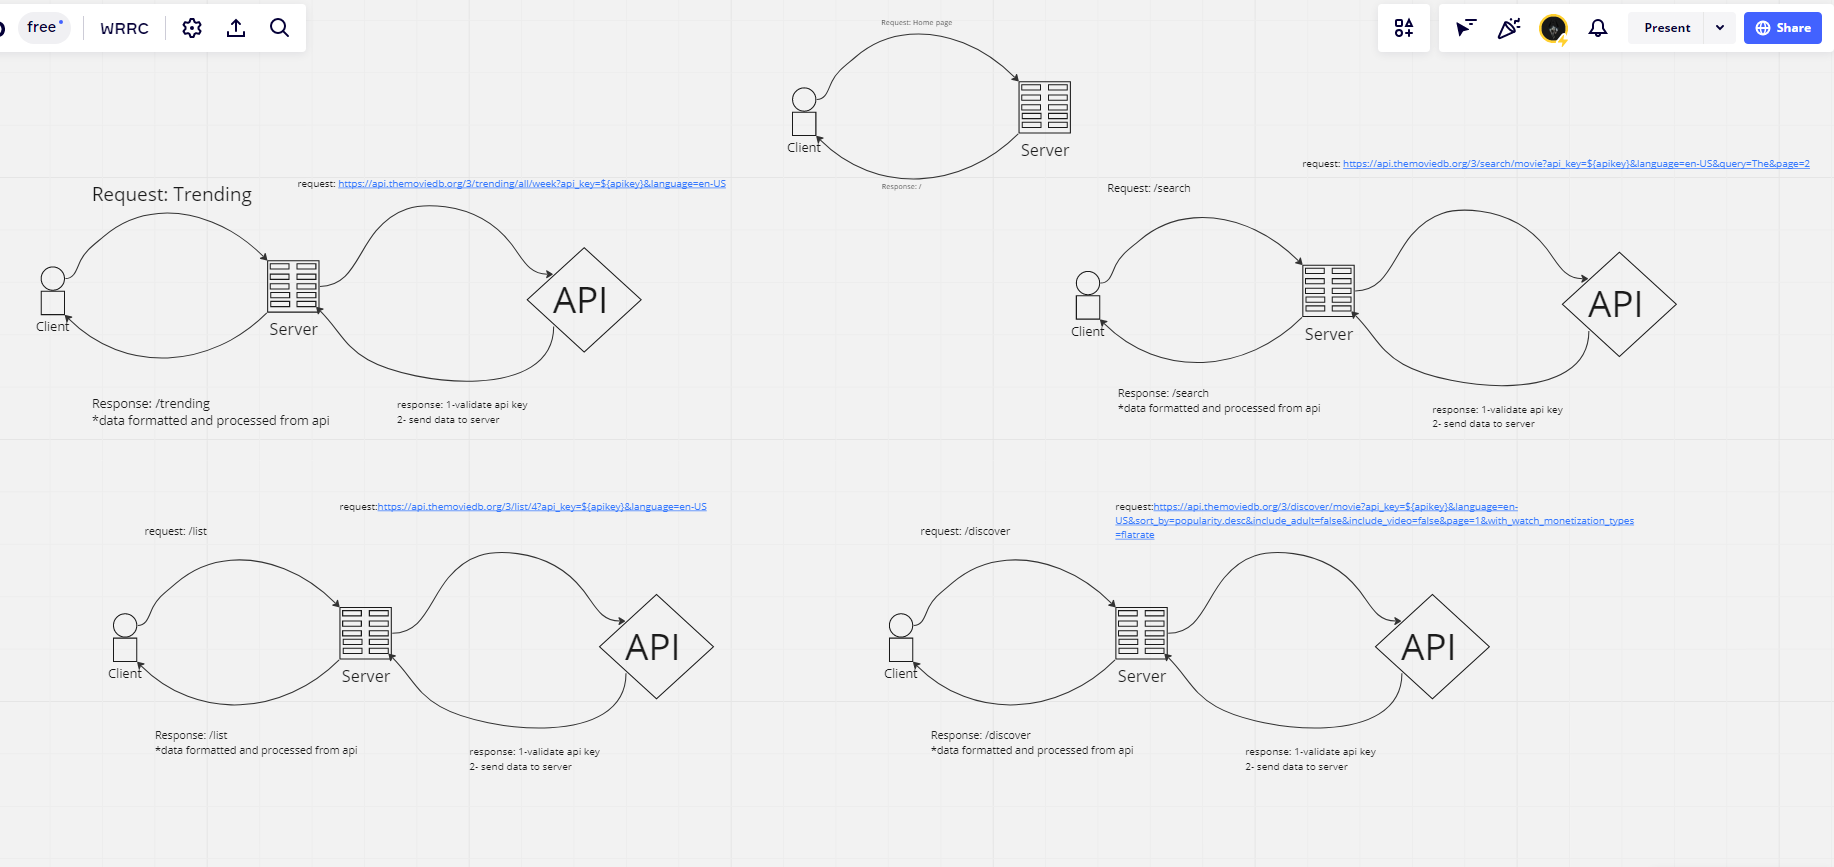 free
WRRC
Present
Share
Request: Home page
Client
Server
Response: /
Request: Trending
request: https://api.themoviedb.org/3/trending/all/week?api_key=${apikey}&language=en-US
Client
Server
API
Response: /trending
*data formatted and processed from api
response: 1-validate api key
2- send data to server
request: https://api.themoviedb.org/3/search/movie?api_key=${apikey}&language=en-US&query=The&page=2
Request: /search
Client
Server
API
Response: /search
*data formatted and processed from api
response: 1-validate api key
2- send data to server
request:https://api.themoviedb.org/3/list/4?api_key=${apikey}&language=en-US
request: /list
Client
Server
API
Response: /list
*data formatted and processed from api
response: 1-validate api key
2- send data to server
request:https://api.themoviedb.org/3/discover/movie?api_key=${apikey}&language=en-
US&sort_by=popularity.desc&include_adult=false&include_video=false&page=1&with_watch_monetization_types
=flatrate
request: /discover
Client
Server
API
Response: /discover
*data formatted and processed from api
response: 1-validate api key
2- send data to server